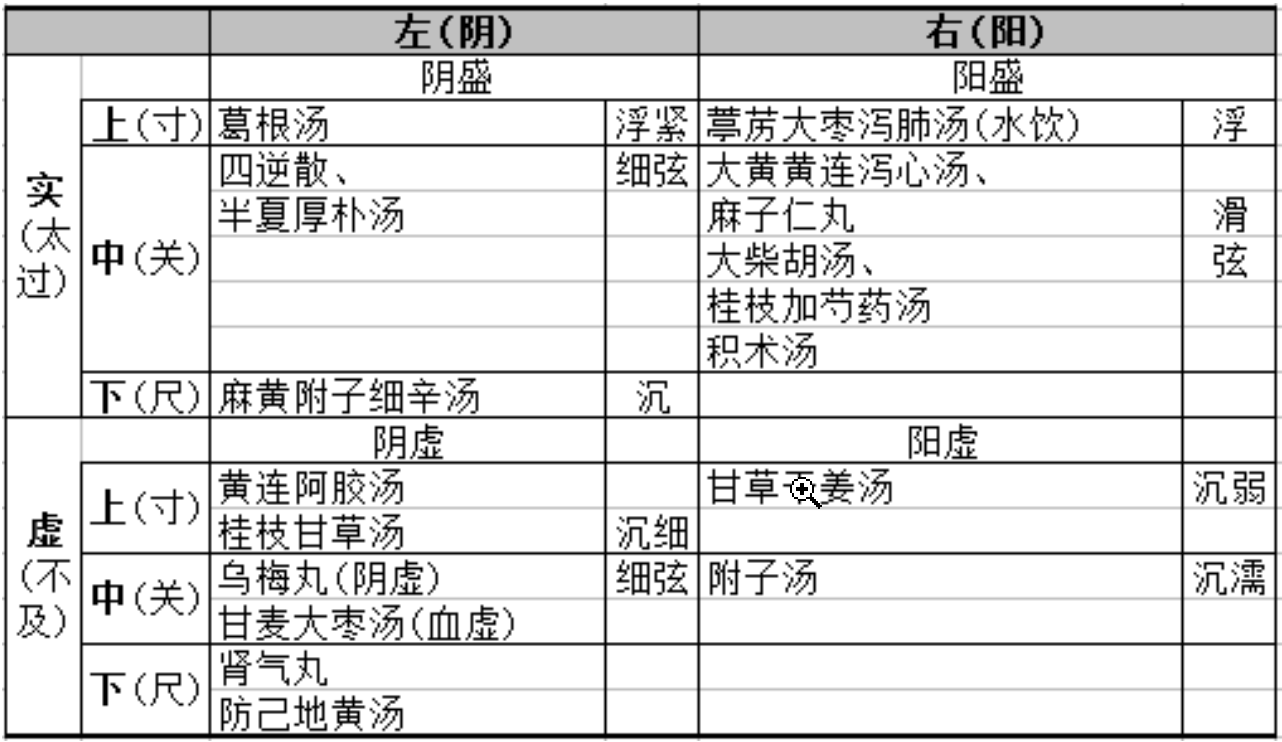 左(阴) 右(阳)
阴盛 阳盛
实
(太
过)
上(寸) 葛根汤 浮紧 葶苈大枣泻肺汤(水饮) 浮
中(关) 四逆散、 细弦 大黄黄连泻心汤、
半夏厚朴汤 麻子仁丸 滑
大柴胡汤、 弦
桂枝加芍药汤
积术汤
下(尺) 麻黄附子细辛汤 沉
阴虚 阳虚
虚
(不
及)
上(寸) 黄连阿胶汤 甘草 姜汤 沉弱
桂枝甘草汤 沉细
中(关) 乌梅丸(阴虚) 细弦 附子汤 沉濡
甘麦大枣汤(血虚)
下(尺) 肾气丸
防己地黄汤